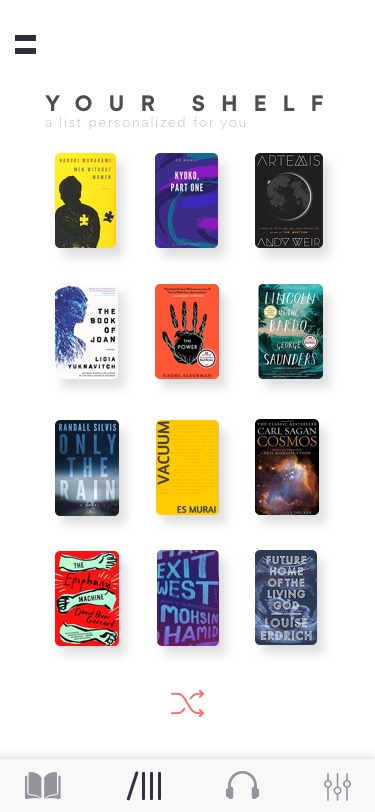 YOUR SHELF
a list personalized for you
HARUKI MURAKAMI
MEN WITHOUT
WOMEN
ES MURAI
KYOKO,
PART ONE
ARTEMIS
ANDY WEIR
THE
BOOK
OF
JOAN
LIDIA
YUKNAVITCH
THE
POWER
NAOMI ALDERMAN
LINCOLN
IN THE
BARDO
GEORGE
SAUNDERS
RANDALL SILVIS
ONLY
THE
RAIN
VACUUM
ES MURAI
THE CLASSIC BESTSELLER
CARL SAGAN
COSMOS
THE
Epiphany
MACHINE
David Burr
Gerrard
EXIT
WEST
MOHSIN
HAMID
FUTURE
HOME
OF THE
LIVING
GOD
LOUISE
ERDRICH